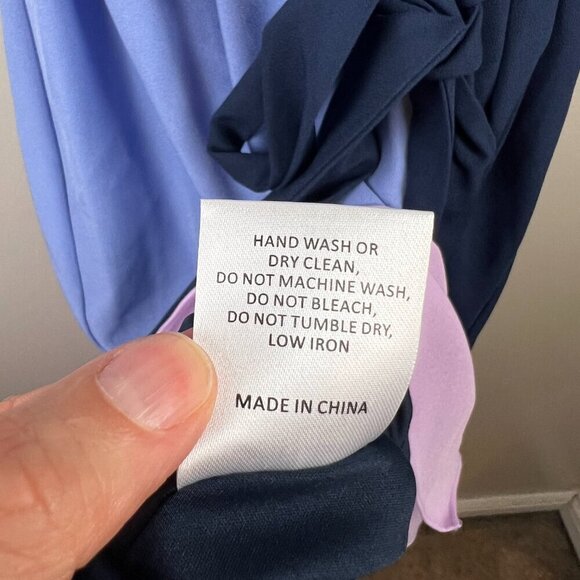 HAND WASH OR
DRY CLEAN,
DO NOT MACHINE WASH,
DO NOT BLEACH,
DO NOT TUMBLE DRY,
LOW IRON
MADE IN CHINA